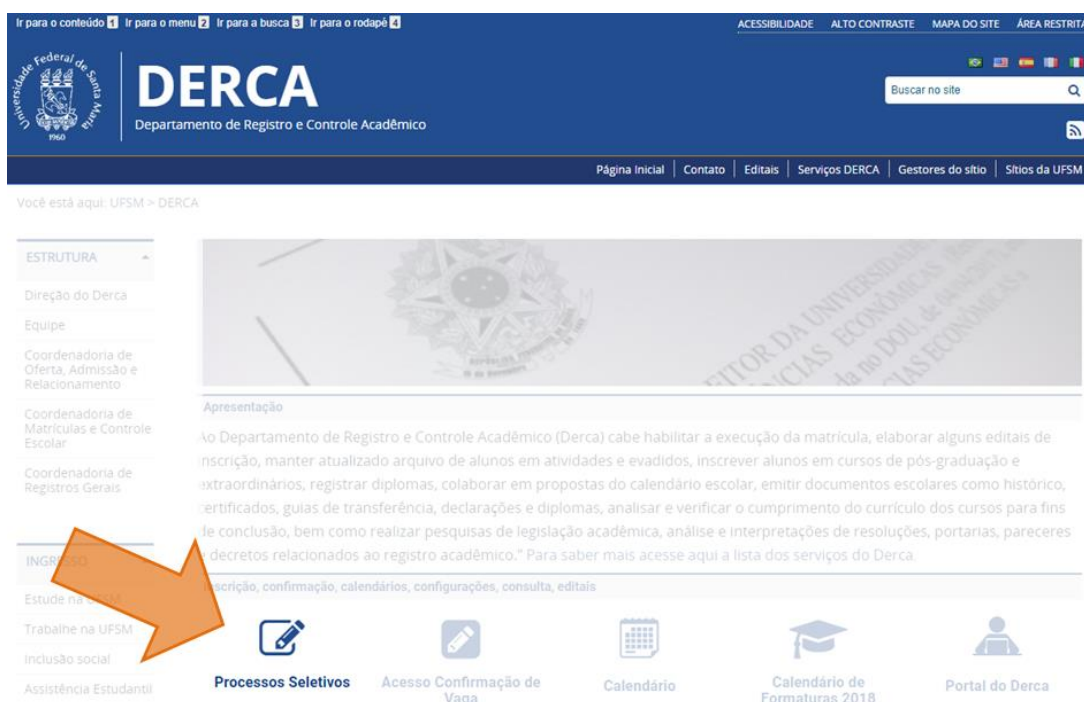 Ir para o conteúdo 1 Ir para o menu 2 Ir para a busca 3 Ir para o rodapé 4
ACESSIBILIDADE ALTO CONTRASTE MAPA DO SITE ÁREA RESTRITA
Universidade Federal de Santa Maria
1960
DERCA
Departamento de Registro e Controle Acadêmico
Buscar no site
Página Inicial Contato Editais Serviços DERCA Gestores do sítio Sítios da UFSM
Você está aqui: UFSM > DERCA
ESTRUTURA
Direção do Derca
Equipe
Coordenadoria de
Oferta, Admissão e
Relacionamento
Coordenadoria de
Matrículas e Controle
Escolar
Coordenadoria de
Registros Gerais
INGRESSO
Estude na UFSM
Trabalhe na UFSM
Inclusão social
Assistência Estudantil
EITOR DA UNIVERSIDADE
CIAS ECONÔMICAS
da no DOU, de
Apresentação
Ao Departamento de Registro e Controle Acadêmico (Derca) cabe habilitar a execução da matrícula, elaborar alguns editais de
inscrição, manter atualizado arquivo de alunos em atividades e evadidos, inscrever alunos em cursos de pós-graduação e
extraordinários, registrar diplomas, colaborar em propostas do calendário escolar, emitir documentos escolares como histórico,
certificados, guias de transferência, declarações e diplomas, analisar e verificar o cumprimento do currículo dos cursos para fins
de conclusão, bem como realizar pesquisas de legislação acadêmica, análise e interpretações de resoluções, portarias, pareceres
e decretos relacionados ao registro acadêmico." Para saber mais acesse aqui a lista dos serviços do Derca.
Inscrição, confirmação, calendários, configurações, consulta, editais
Processos Seletivos
Acesso Confirmação de
Vaga
Calendário
Calendário de
Formaturas 2018
Portal do Derca